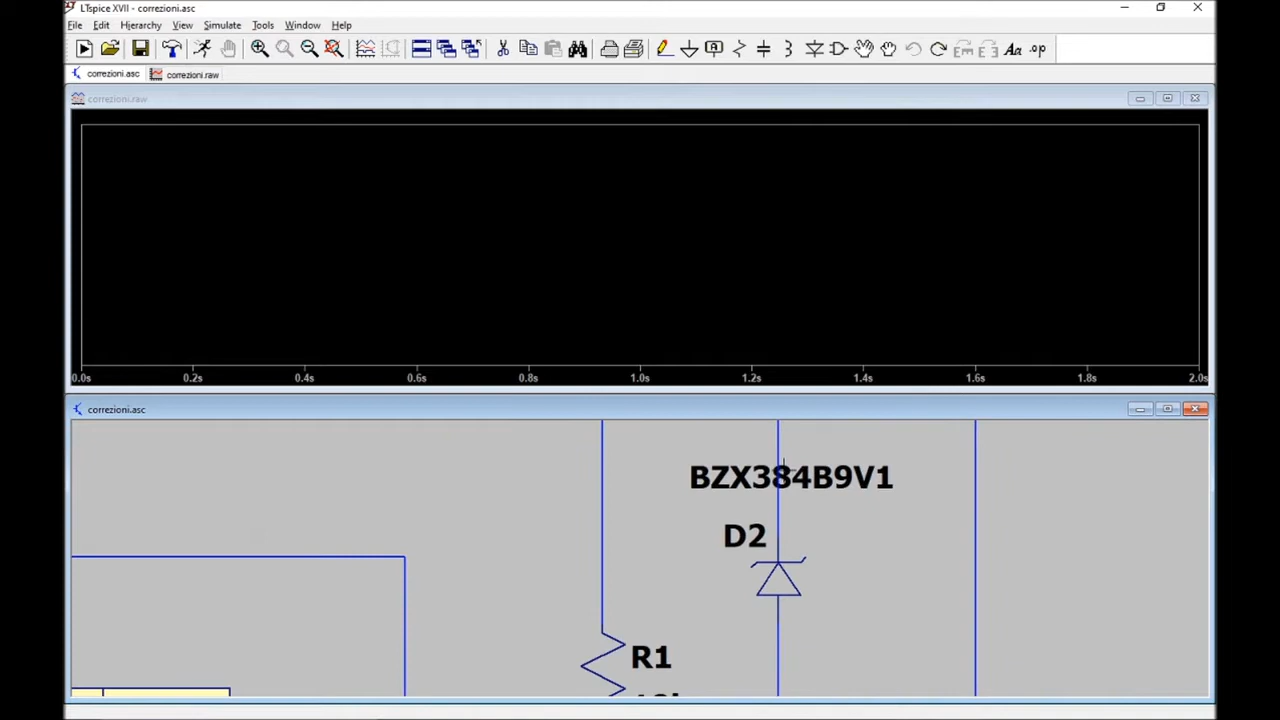 LTspice XVII - correzioni.asc
File Edit Hierarchy View Simulate Tools Window Help
Aa .op
correzioni.asc correzioni.raw
correzioni.raw
0.0s 0.2s 0.4s 0.6s 0.8s 1.0s 1.2s 1.4s 1.6s 1.8s 2.0s
correzioni.asc
BZX384B9V1
D2
R1